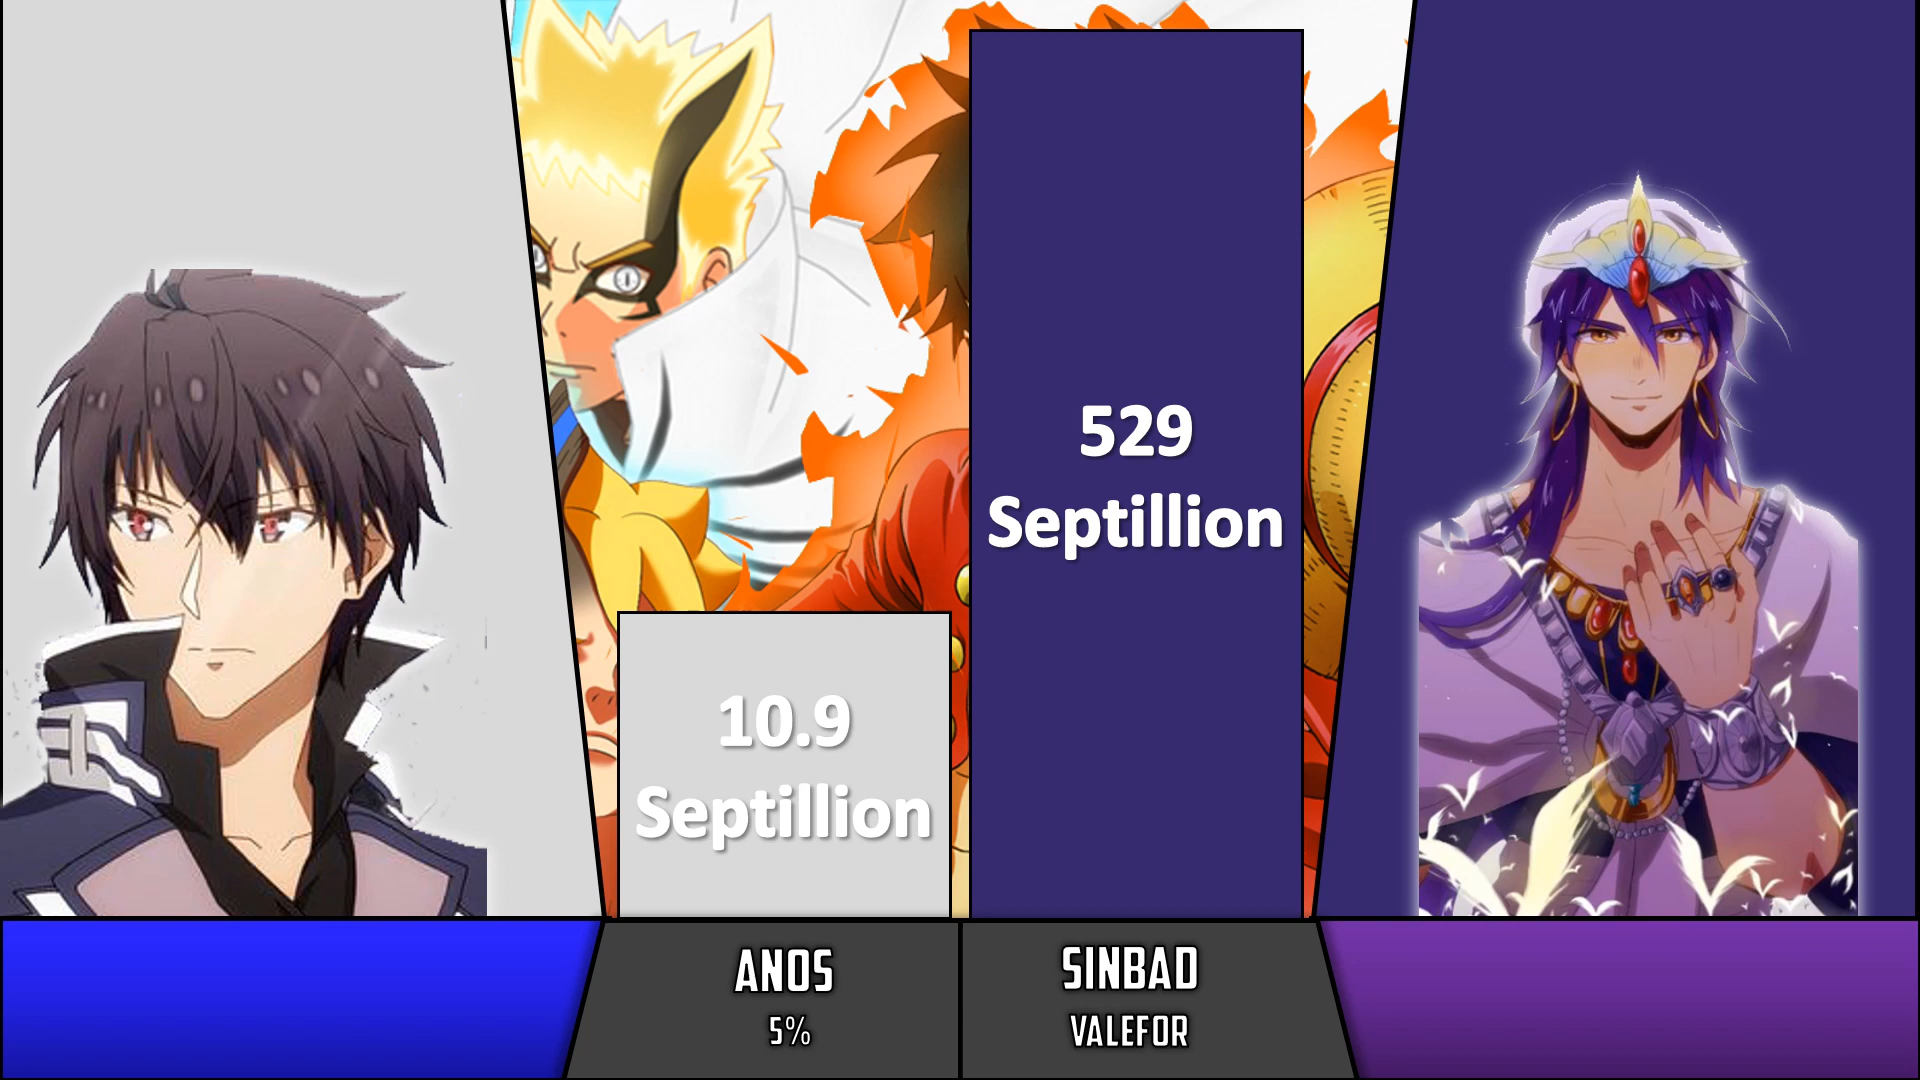 529
Septillion
10.9
Septillion
ANOS
5%
SINBAD
VALEFOR